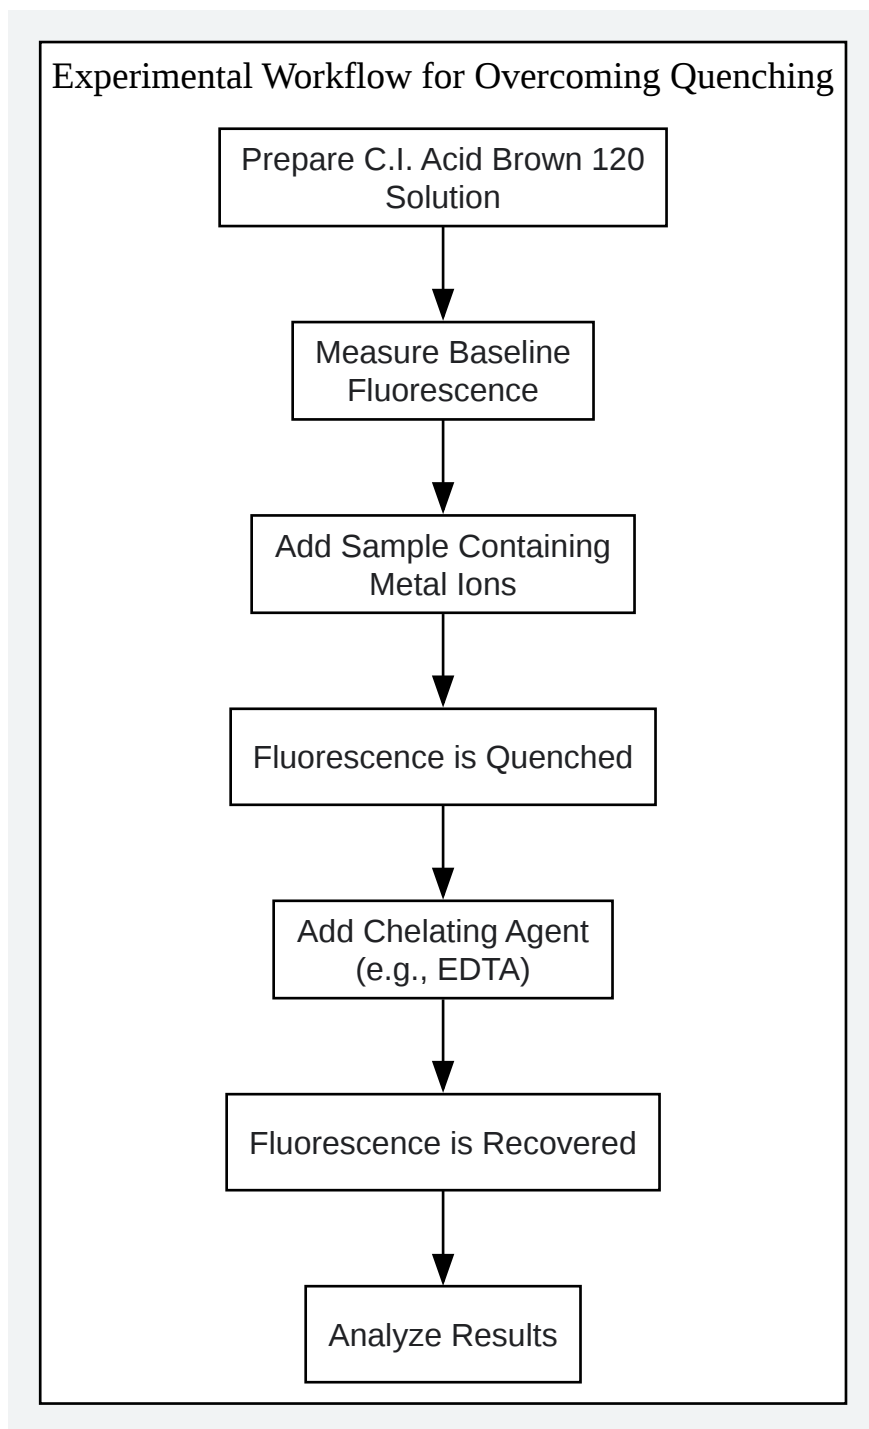 Experimental Workflow for Overcoming Quenching
Prepare C.I. Acid Brown 120
Solution
Measure Baseline
Fluorescence
Add Sample Containing
Metal Ions
Fluorescence is Quenched
Add Chelating Agent
(e.g., EDTA)
Fluorescence is Recovered
Analyze Results